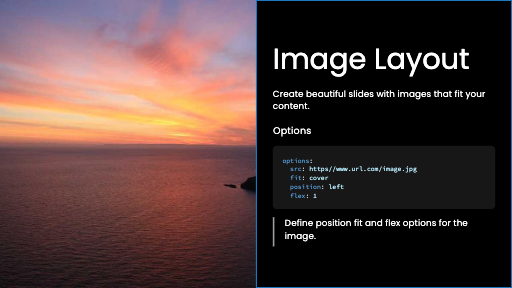 Image Layout
Create beautiful slides with images that fit your
content.
Options
options:
src: https//www.url.com/image.jpg
fit: cover
position: left
flex: 1
Define position fit and flex options for the
image.